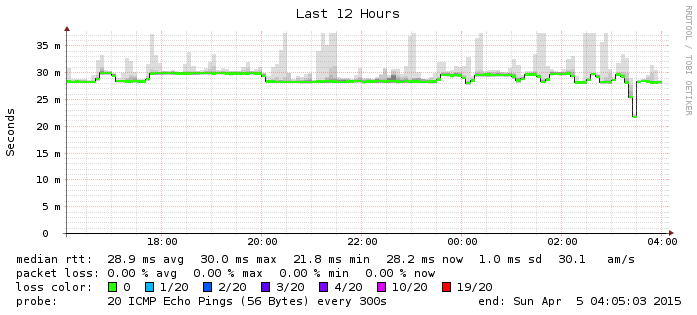 Last 12 Hours
RRDTOOL / TOBI OETIKER
Seconds
35 m
30 m
25 m
20 m
15 m
10 m
5 m
0
18:00 20:00 22:00 00:00 02:00 04:00
median rtt: 28.9 ms avg 30.0 ms max 21.8 ms min 28.2 ms now 1.0 ms sd 30.1 am/s
packet loss: 0.00 % avg 0.00 % max 0.00 % min 0.00 % now
loss color: 0 1/20 2/20 3/20 4/20 10/20 19/20
probe: 20 ICMP Echo Pings (56 Bytes) every 300s end: Sun Apr 5 04:05:03 2015